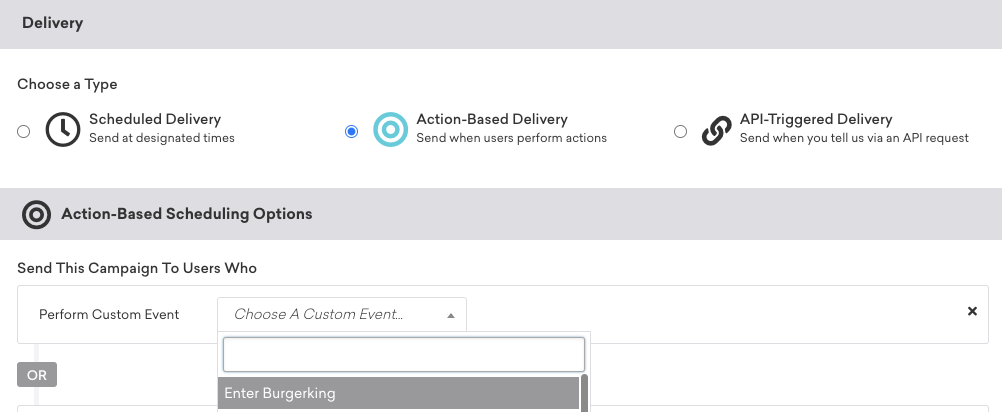 Delivery
Choose a Type
Scheduled Delivery
Send at designated times
Action-Based Delivery
Send when users perform actions
API-Triggered Delivery
Send when you tell us via an API request
Action-Based Scheduling Options
Send This Campaign To Users Who
Perform Custom Event
Choose A Custom Event...
OR
Enter Burgerking